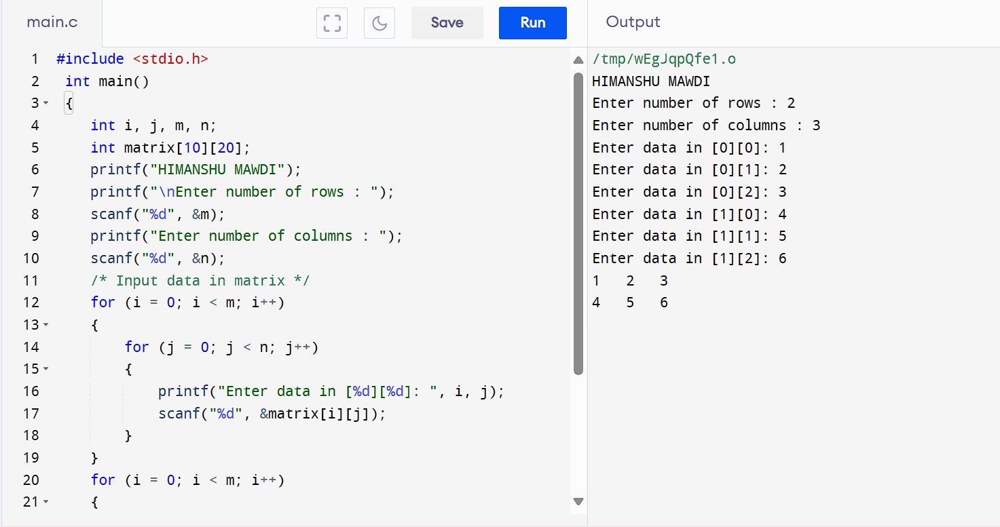 main.c
Save
Run
1 #include <stdio.h>
2 int main()
3 {
4 int i, j, m, n;
5 int matrix[10][20];
6 printf("HIMANSHU MAWDI");
7 printf("\nEnter number of rows : ");
8 scanf("%d", &m);
9 printf("Enter number of columns : ");
10 scanf("%d", &n);
11 /* Input data in matrix */
12 for (i = 0; i < m; i++)
13 {
14 for (j = 0; j < n; j++)
15 {
16 printf("Enter data in [%d][%d]: ", i, j);
17 scanf("%d", &matrix[i][j]);
18 }
19 }
20 for (i = 0; i < m; i++)
21 {
Output
/tmp/wEgJqpQfe1.o
HIMANSHU MAWDI
Enter number of rows : 2
Enter number of columns : 3
Enter data in [0][0]: 1
Enter data in [0][1]: 2
Enter data in [0][2]: 3
Enter data in [1][0]: 4
Enter data in [1][1]: 5
Enter data in [1][2]: 6
1 2 3
4 5 6